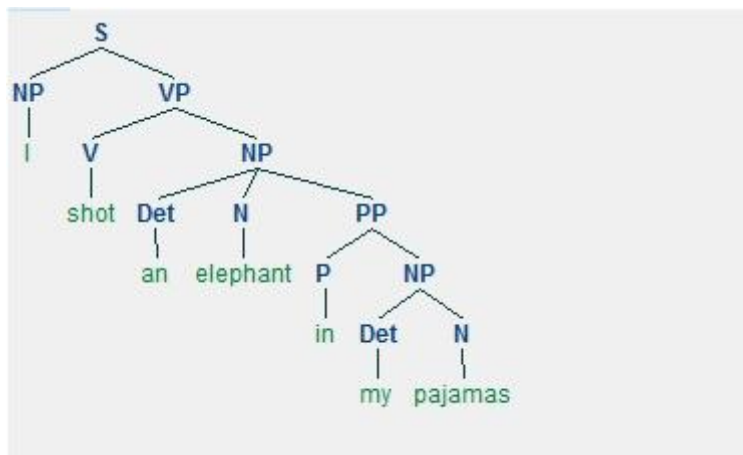 S
NP VP
I V NP
shot Det N PP
an elephant P NP
in Det N
my pajamas